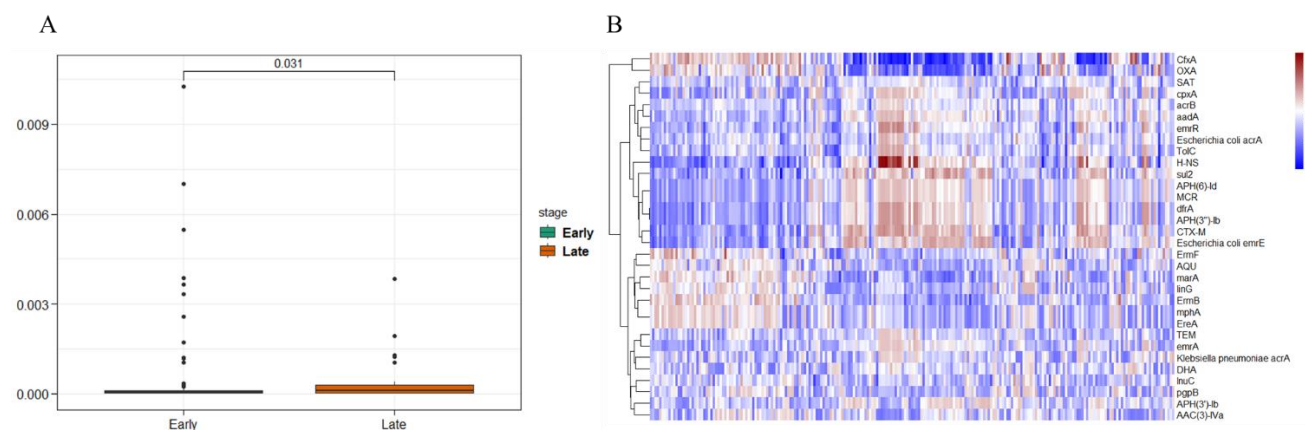 A
B
0.031
0.009
0.006
0.003
0.000
Early
Late
stage
Early
Late
CfxA
OXA
SAT
cpxA
acrB
aadA
emrR
Escherichia coli acrA
TolC
H-NS
sul2
APH(6)-Id
MCR
dfrA
APH(3'')-Ib
CTX-M
Escherichia coli emrE
ErmF
AQU
marA
linG
ErmB
mphA
EreA
TEM
emrA
Klebsiella pneumoniae acrA
DHA
lnuC
pgpB
APH(3')-Ib
AAC(3)-IVa